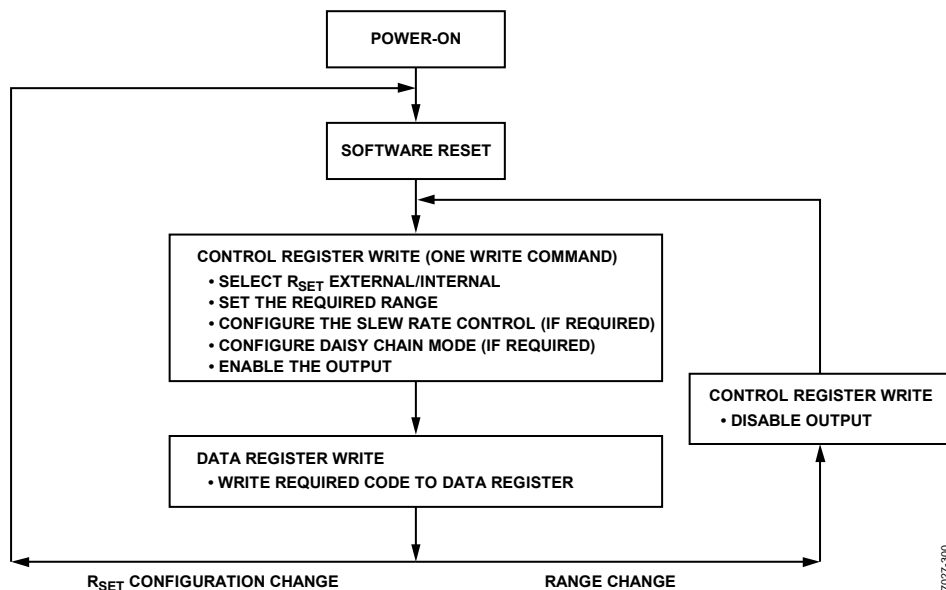 POWER-ON
SOFTWARE RESET
CONTROL REGISTER WRITE (ONE WRITE COMMAND)
• SELECT RSET EXTERNAL/INTERNAL
• SET THE REQUIRED RANGE
• CONFIGURE THE SLEW RATE CONTROL (IF REQUIRED)
• CONFIGURE DAISY CHAIN MODE (IF REQUIRED)
• ENABLE THE OUTPUT
CONTROL REGISTER WRITE
• DISABLE OUTPUT
DATA REGISTER WRITE
• WRITE REQUIRED CODE TO DATA REGISTER
RSET CONFIGURATION CHANGE
RANGE CHANGE